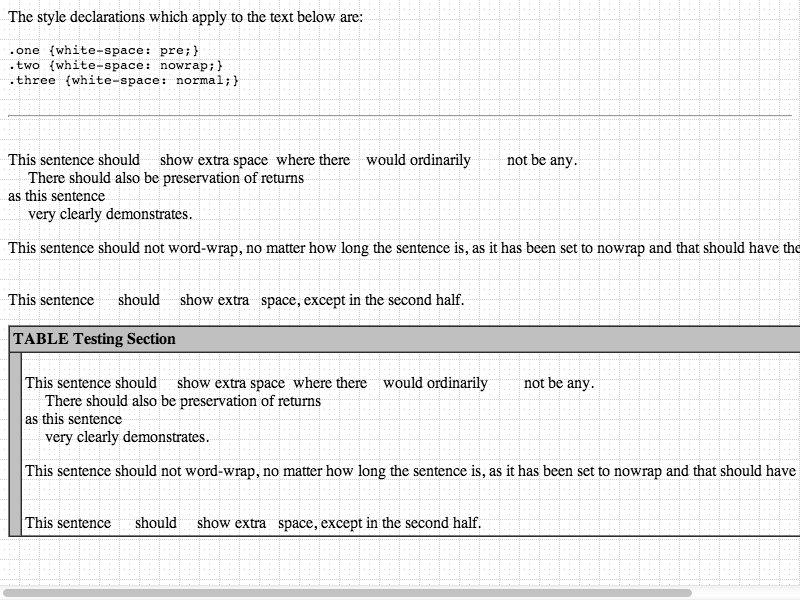 The style declarations which apply to the text below are:
.one {white-space: pre;}
.two {white-space: nowrap;}
.three {white-space: normal;}
This sentence should     show extra space  where there    would ordinarily         not be any.
     There should also be preservation of returns
as this sentence
     very clearly demonstrates.
This sentence should not word-wrap, no matter how long the sentence is, as it has been set to nowrap and that should have the
This sentence      should     show extra   space, except in the second half.
TABLE Testing Section
This sentence should     show extra space  where there    would ordinarily         not be any.
     There should also be preservation of returns
as this sentence
     very clearly demonstrates.
This sentence should not word-wrap, no matter how long the sentence is, as it has been set to nowrap and that should have
This sentence      should     show extra   space, except in the second half.